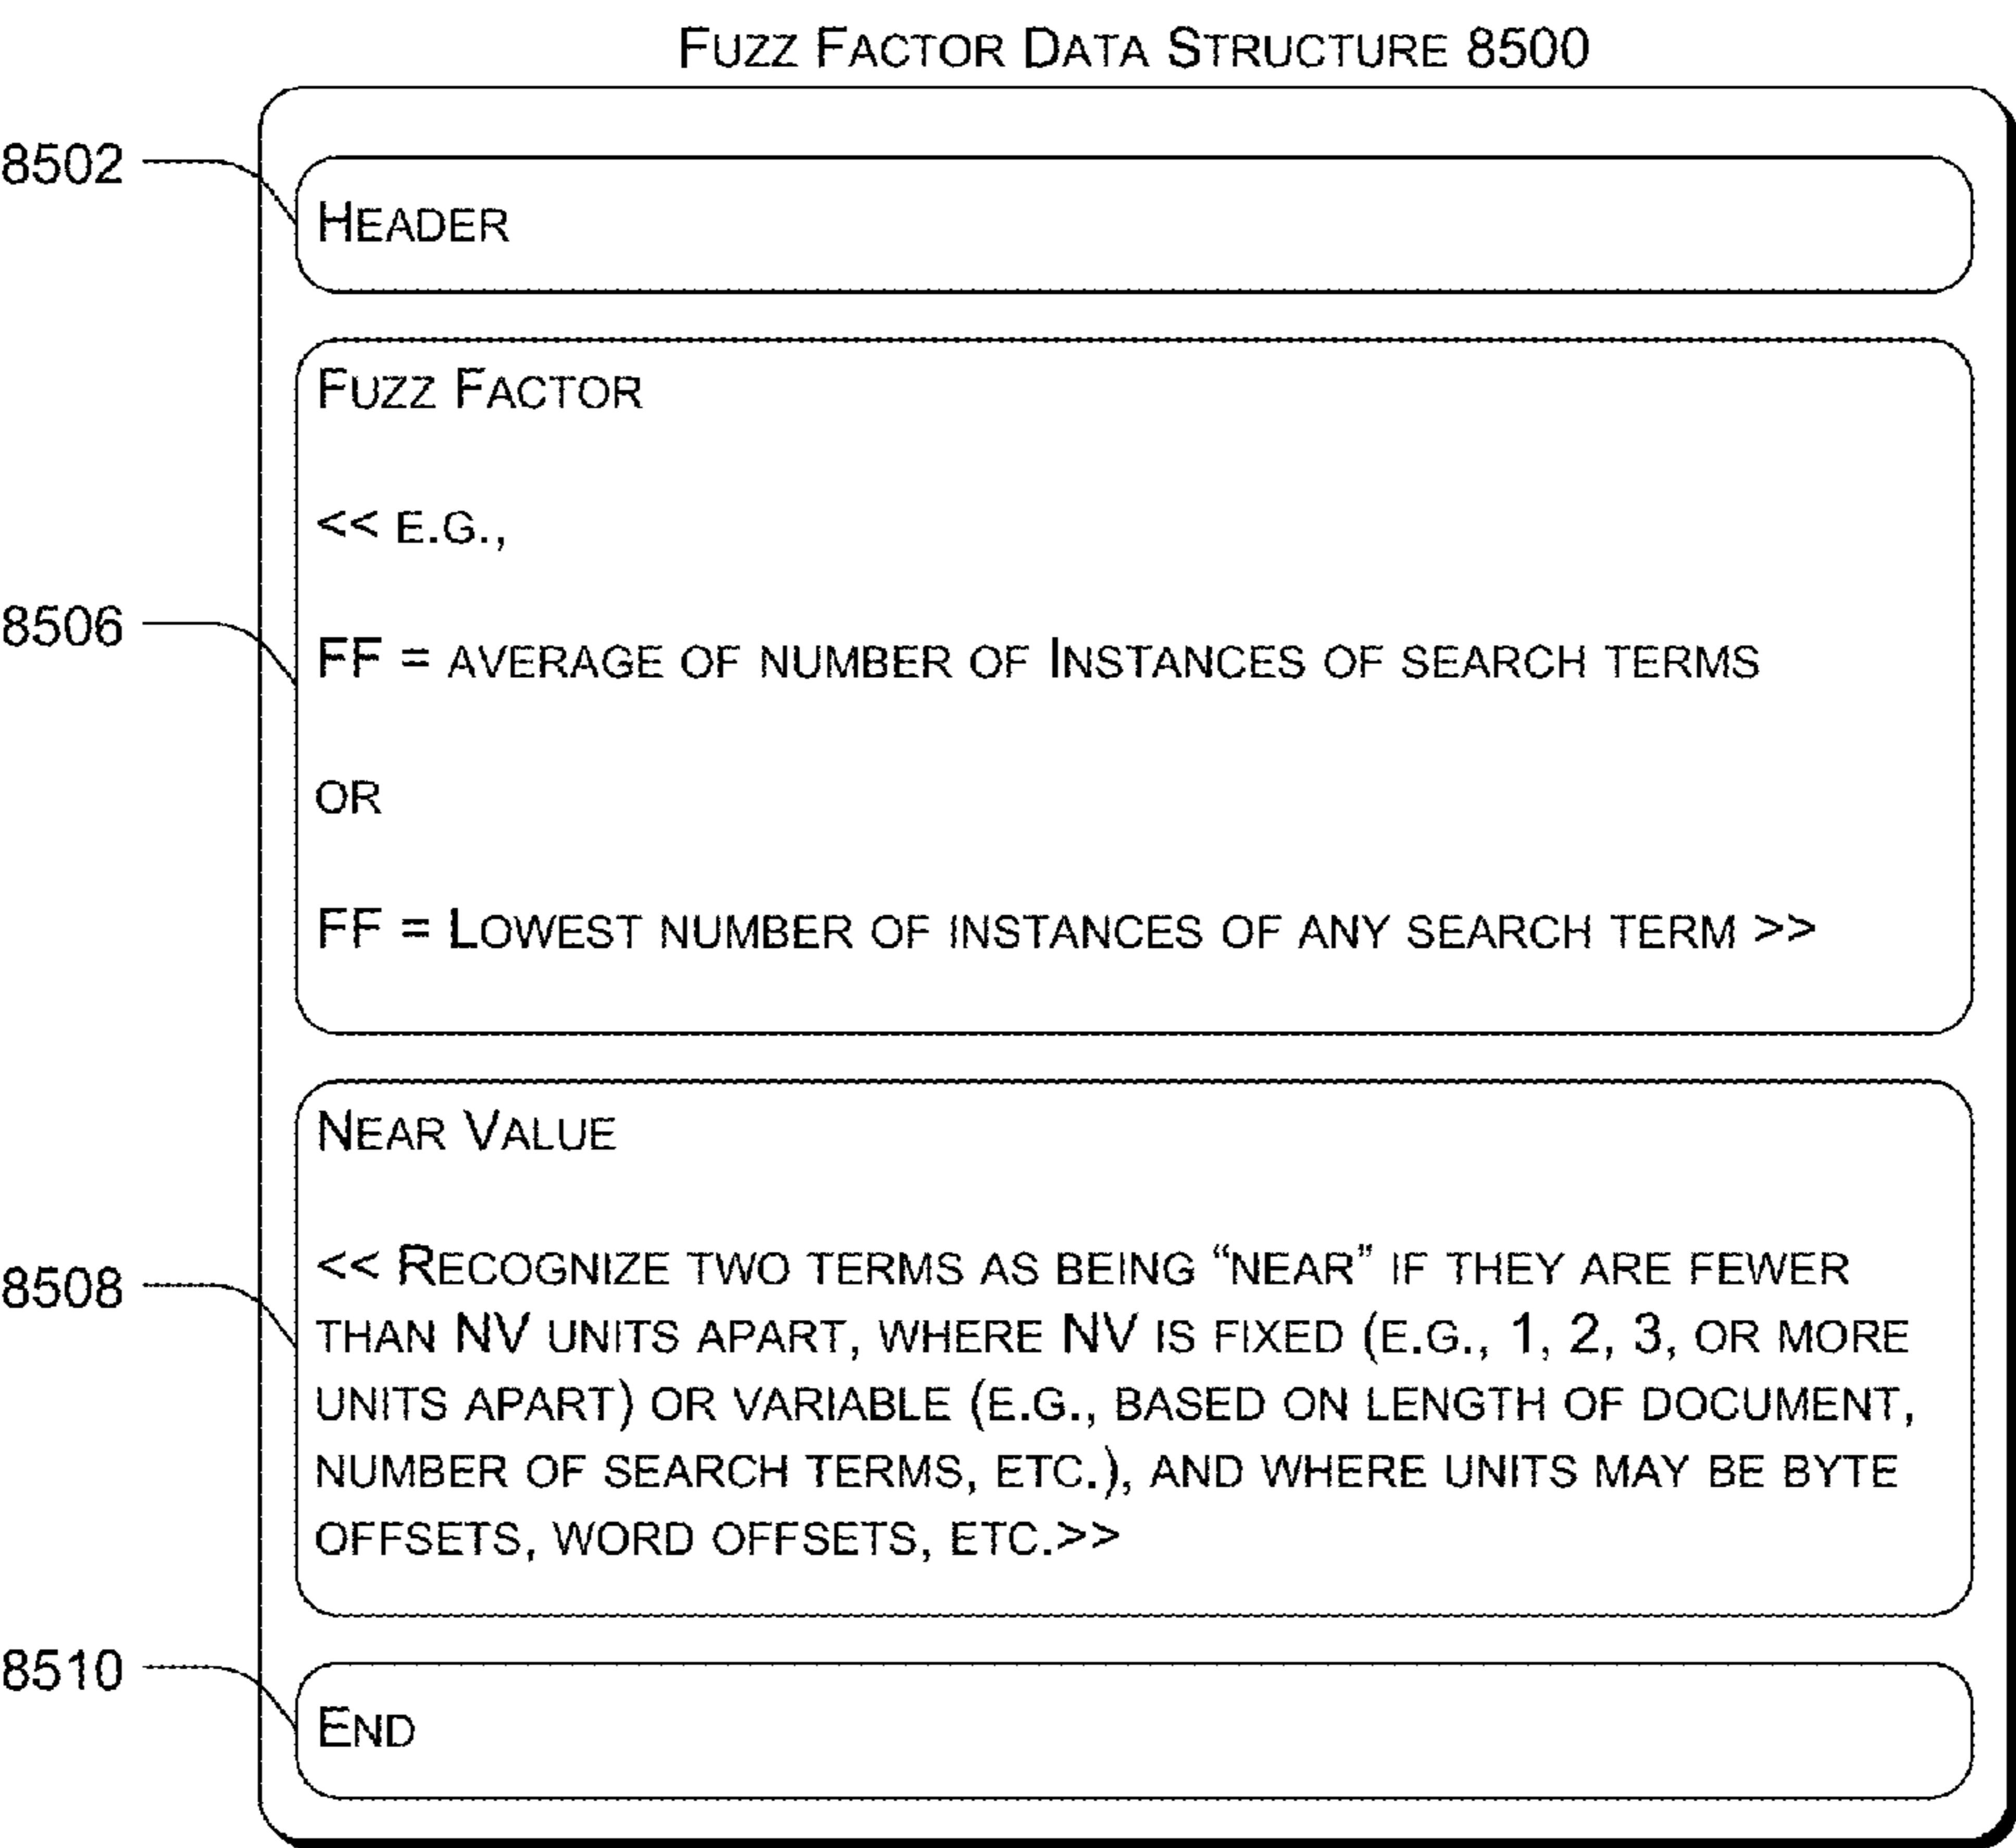 FUZZ FACTOR DATA STRUCTURE 8500
8502
HEADER
FUZZ FACTOR
<< E.G.,
8506
FF = AVERAGE OF NUMBER OF INSTANCES OF SEARCH TERMS
OR
FF = LOWEST NUMBER OF INSTANCES OF ANY SEARCH TERM >>
NEAR VALUE
8508
<< RECOGNIZE TWO TERMS AS BEING “NEAR” IF THEY ARE FEWER
THAN NV UNITS APART, WHERE NV IS FIXED (E.G., 1, 2, 3, OR MORE
UNITS APART) OR VARIABLE (E.G., BASED ON LENGTH OF DOCUMENT,
NUMBER OF SEARCH TERMS, ETC.), AND WHERE UNITS MAY BE BYTE
OFFSETS, WORD OFFSETS, ETC.>>
8510
END